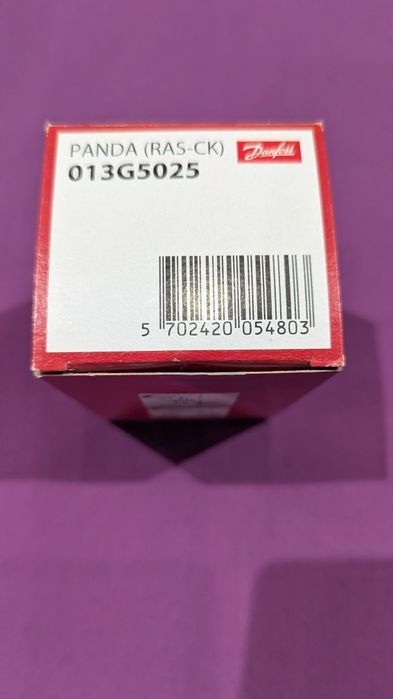 PANDA (RAS-CK)
Danfoss
013G5025
5 702420 054803